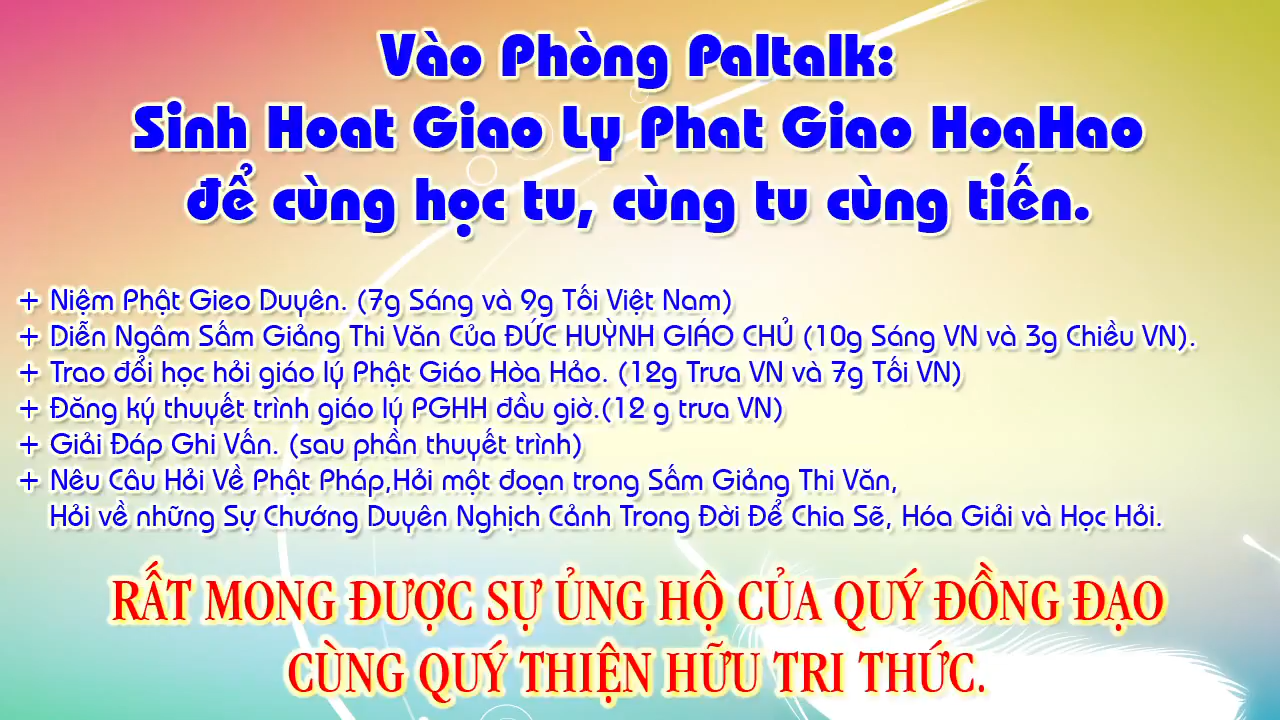 Vào Phòng Paltalk:
Sinh Hoat Giao Ly Phat Giao HoaHao
để cùng học tu, cùng tu cùng tiến.
+ Niệm Phật Gieo Duyên. (7g Sáng và 9g Tối Việt Nam)
+ Diễn Ngâm Sấm Giảng Thi Văn Của ĐỨC HUỲNH GIÁO CHỦ (10g Sáng VN và 3g Chiều VN).
+ Trao đổi học hỏi giáo lý Phật Giáo Hòa Hảo. (12g Trưa VN và 7g Tối VN)
+ Đăng ký thuyết trình giáo lý PGHH đầu giờ.(12 g trưa VN)
+ Giải Đáp Ghi Vấn. (sau phần thuyết trình)
+ Nêu Câu Hỏi Về Phật Pháp,Hỏi một đoạn trong Sấm Giảng Thi Văn,
Hỏi về những Sự Chướng Duyên Nghịch Cảnh Trong Đời Để Chia Sẽ, Hóa Giải và Học Hỏi.
RẤT MONG ĐƯỢC SỰ ỦNG HỘ CỦA QUÝ ĐỒNG ĐẠO
CÙNG QUÝ THIỆN HỮU TRI THỨC.